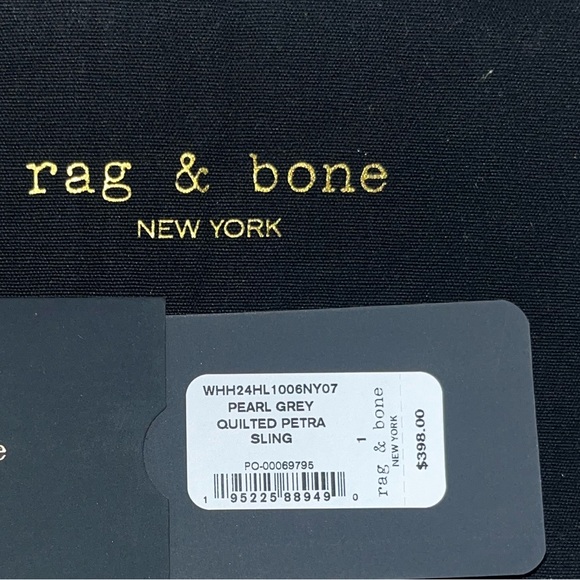 rag & bone
NEW YORK
e
WHH24HL1006NY07
PEARL GREY
QUILTED PETRA
SLING
PO-00069795
1 95225 88949 0
1
rag & bone
NEW YORK
$398.00